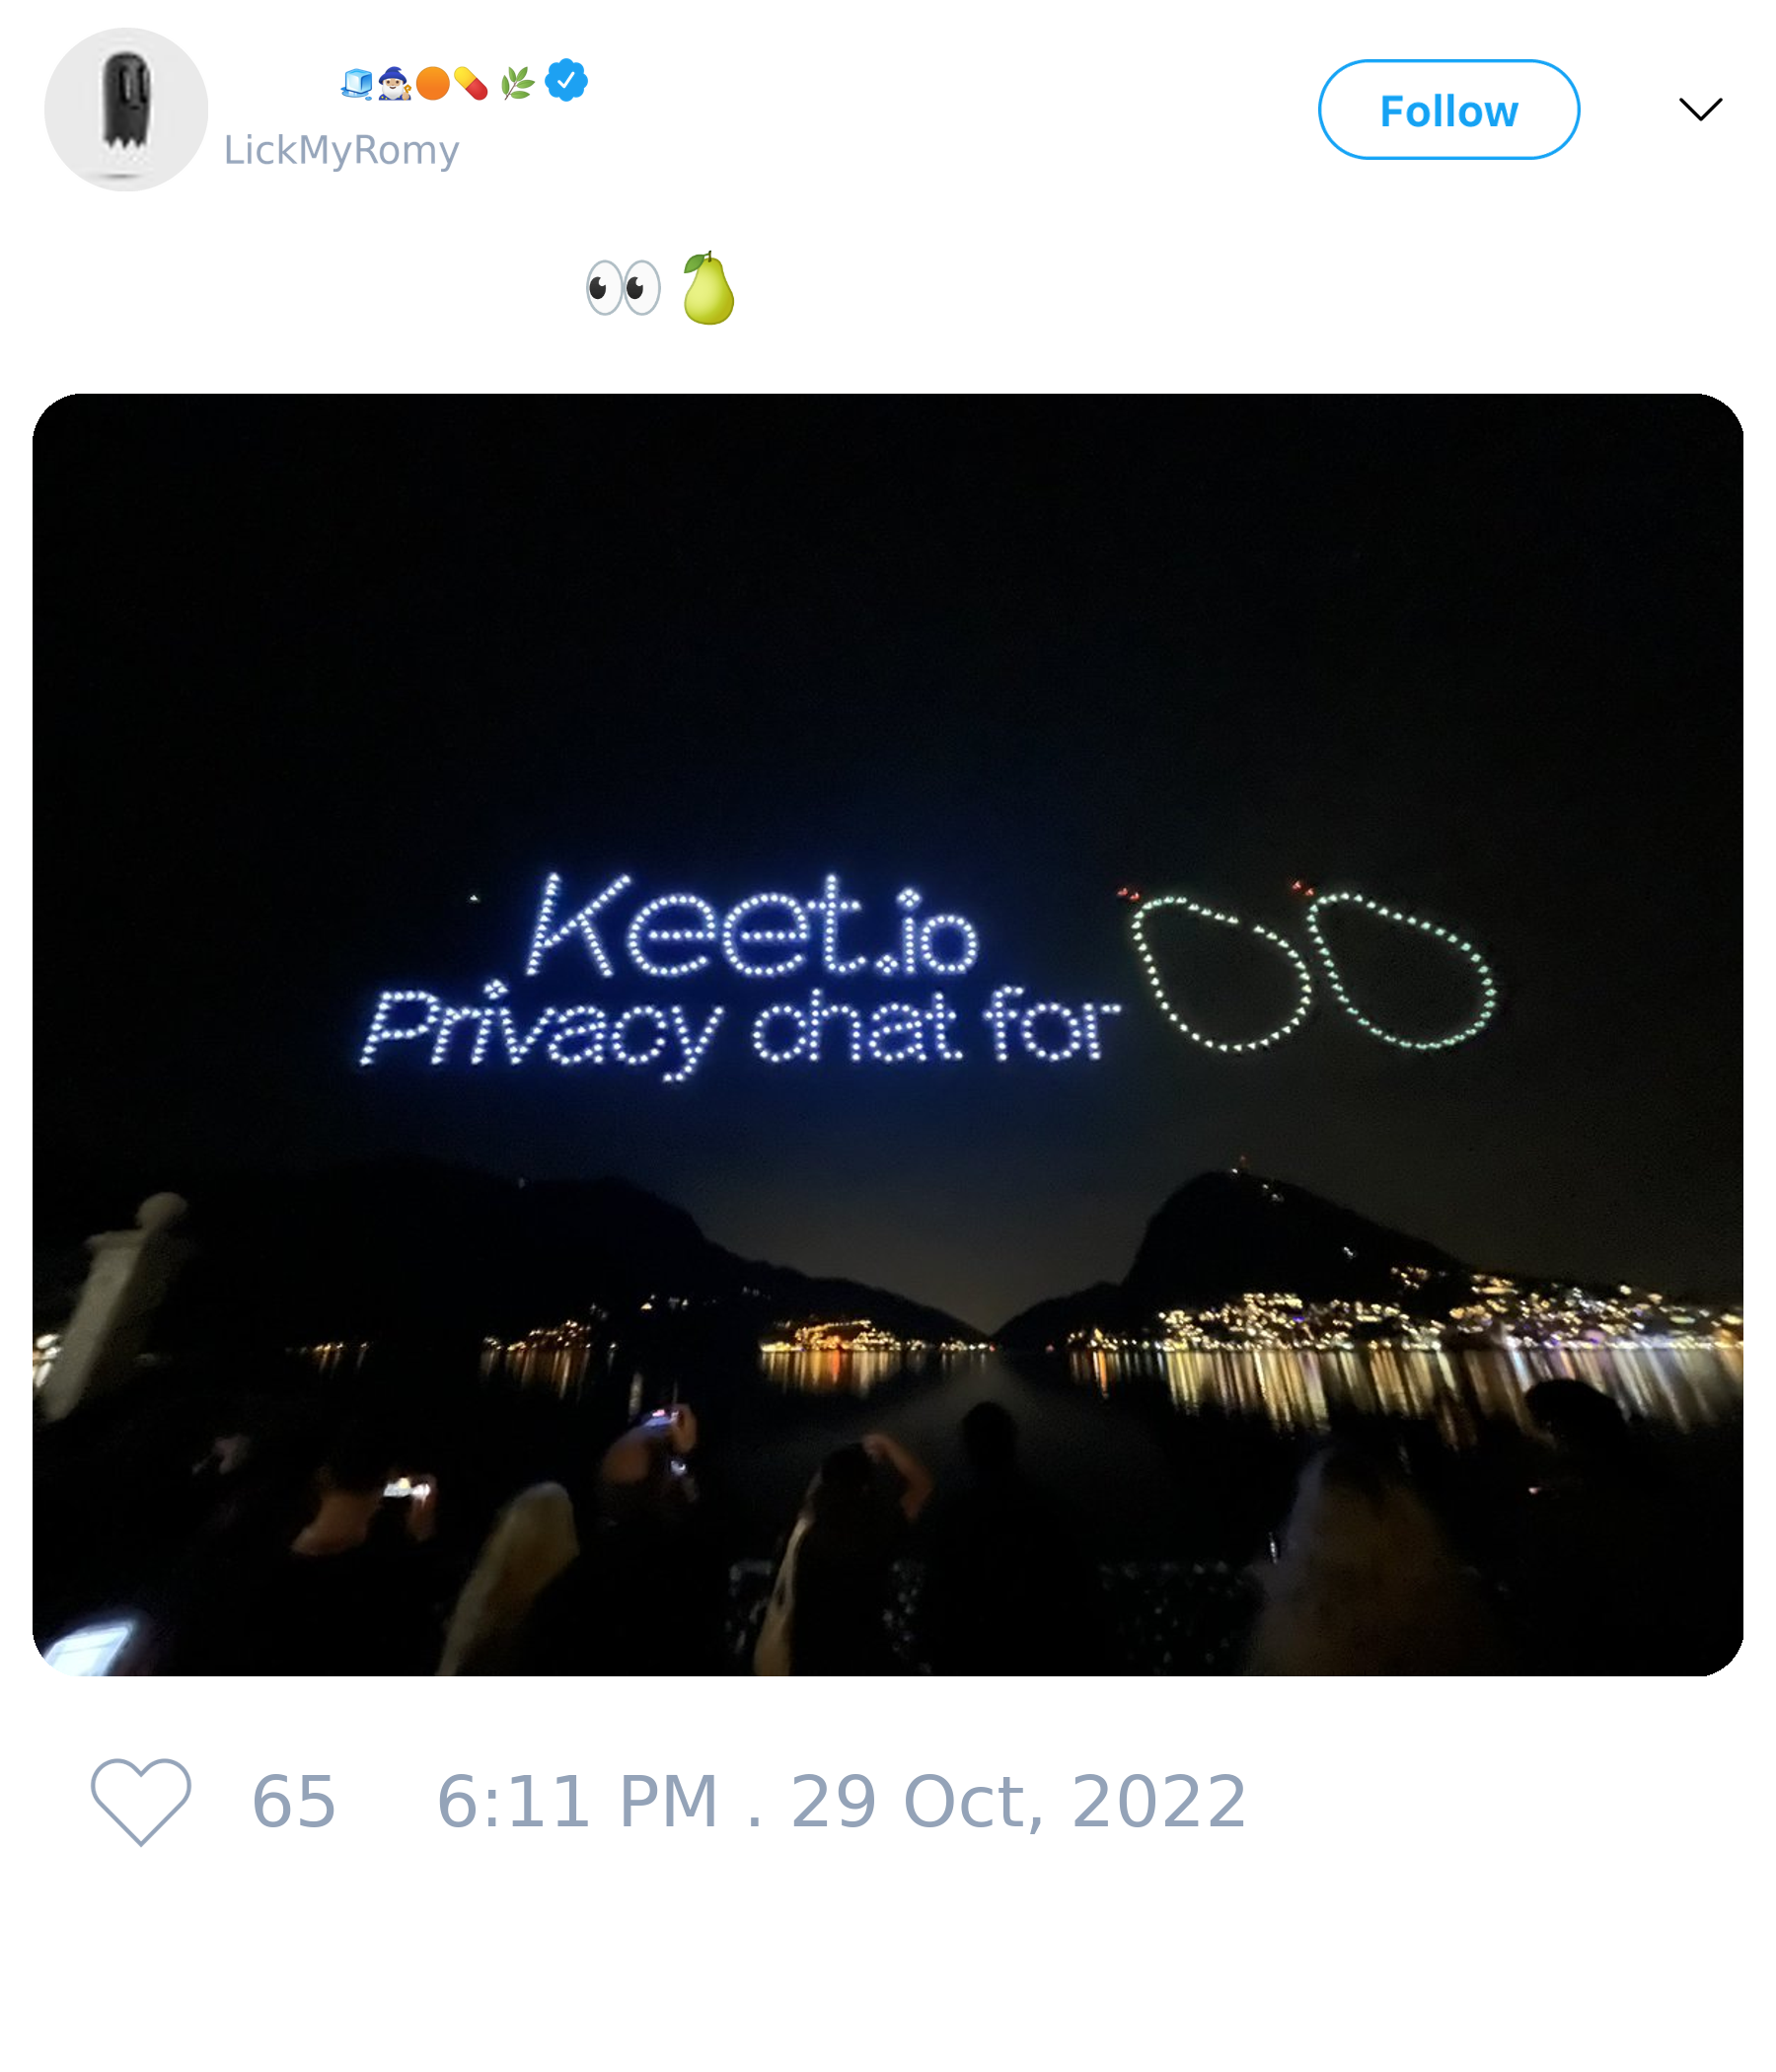 🧊🧙🏻‍♂️🟠💊 🌿
LickMyRomy
Follow
👀 🍐
Keet.io
Privacy chat for
65
6:11 PM . 29 Oct, 2022